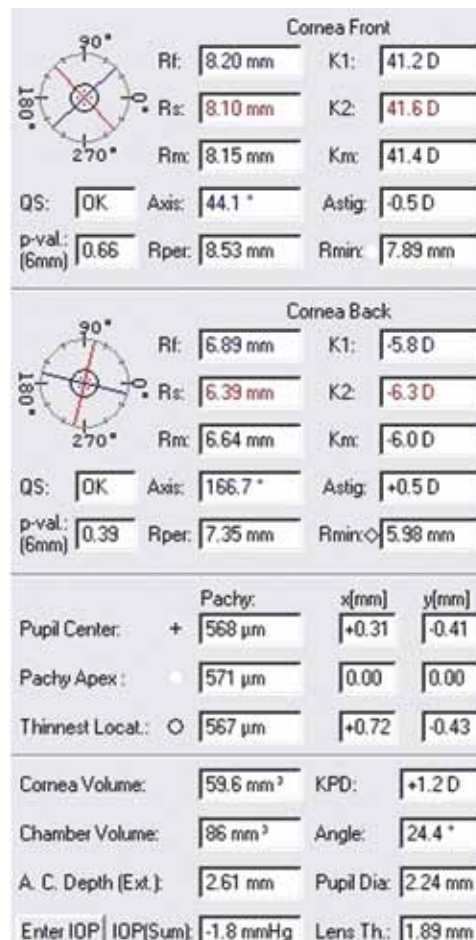 Cornea Front
90°
180°
0°
270°
Rf: 8.20 mm K1: 41.2 D
Rs: 8.10 mm K2: 41.6 D
Rm: 8.15 mm Km: 41.4 D
QS: OK Axis: 44.1 ° Astig: -0.5 D
p-val.: (6mm) 0.66 Rper: 8.53 mm Rmin: 7.89 mm
Cornea Back
90°
180°
0°
270°
Rf: 6.89 mm K1: -5.8 D
Rs: 6.39 mm K2: -6.3 D
Rm: 6.64 mm Km: -6.0 D
QS: OK Axis: 166.7 ° Astig: +0.5 D
p-val.: (6mm) 0.39 Rper: 7.35 mm Rmin: 5.98 mm
Pachy: x[mm] y[mm]
Pupil Center: + 568 µm +0.31 -0.41
Pachy Apex : 571 µm 0.00 0.00
Thinnest Locat.: O 567 µm +0.72 -0.43
Cornea Volume: 59.6 mm³ KPD: +1.2 D
Chamber Volume: 86 mm³ Angle: 24.4 °
A. C. Depth (Ext.): 2.61 mm Pupil Dia: 2.24 mm
Enter IOP IOP(Sum): -1.8 mmHg Lens Th.: 1.89 mm